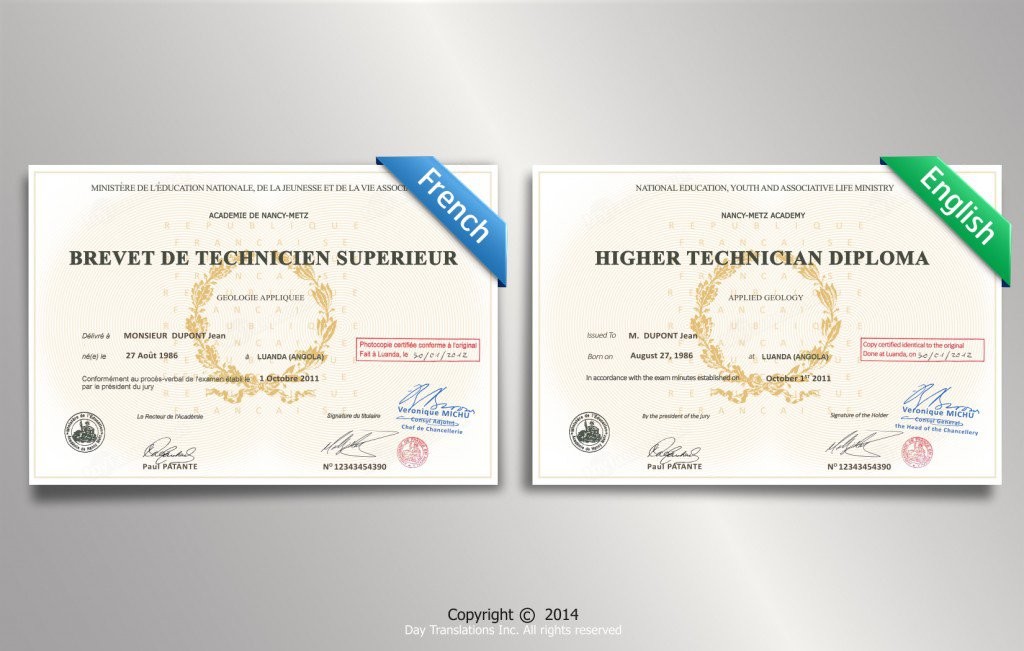 French
MINISTÈRE DE L'ÉDUCATION NATIONALE, DE LA JEUNESSE ET DE LA VIE
ACADEMIE DE NANCY-METZ
REPUBLIQUE
FRANCAISE
BREVET DE TECHNICIEN SUPERIEUR
GEOLOGIE APPLIQUEE
Délivré à MONSIEUR DUPONT Jean
né(e) le 27 Août 1986 à LUANDA (ANGOLA)
Photocopie certifiée conforme à l'original
Fait à Luanda, le 30/01/2012
Conformément au procès-verbal de l'examen établi le 1 Octobre 2011
par le président du jury
Le Recteur de l'Académie
Signature du titulaire
Veronique MICHU
Consul Adjoint
Chef de Chancellerie
Paul PATANTE
N° 12343454390
English
NATIONAL EDUCATION, YOUTH AND ASSOCIATIVE LIFE MINISTRY
NANCY-METZ ACADEMY
REPUBLIQUE
FRANCAISE
HIGHER TECHNICIAN DIPLOMA
APPLIED GEOLOGY
Issued To M. DUPONT Jean
Born on August 27, 1986 at LUANDA (ANGOLA)
Copy certified identical to the original
Done at Luanda, on 30/01/2012
In accordance with the exam minutes established on October 1ST 2011
By the president of the jury
Signature of the Holder
Veronique MICHU
Consul General
the Head of the Chancellery
Paul PATANTE
N° 12343454390
Copyright © 2014
Day Translations Inc. All rights reserved